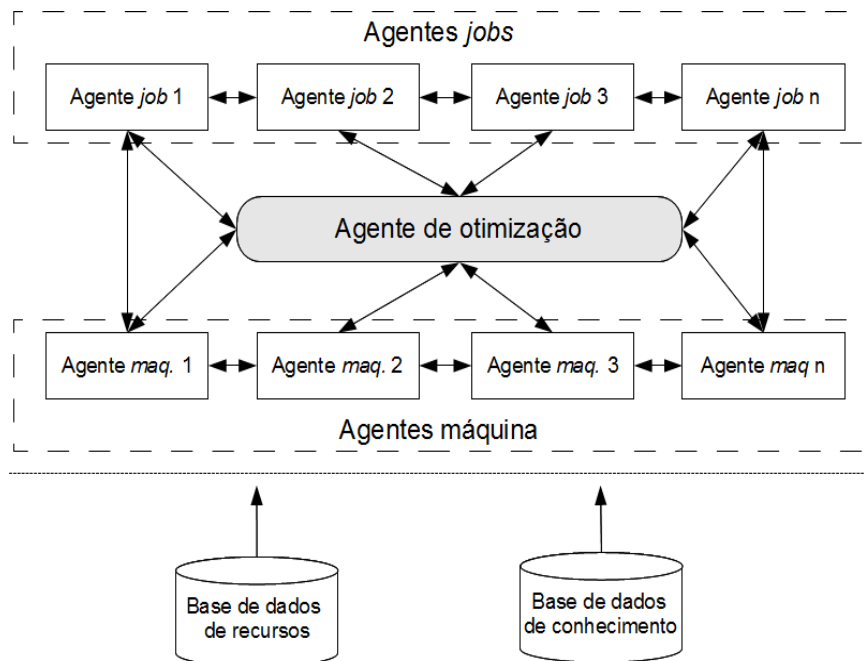 Agentes jobs
Agente job 1
Agente job 2
Agente job 3
Agente job n
Agente de otimização
Agente maq. 1
Agente maq. 2
Agente maq. 3
Agente maq n
Agentes máquina
Base de dados
de recursos
Base de dados
de conhecimento